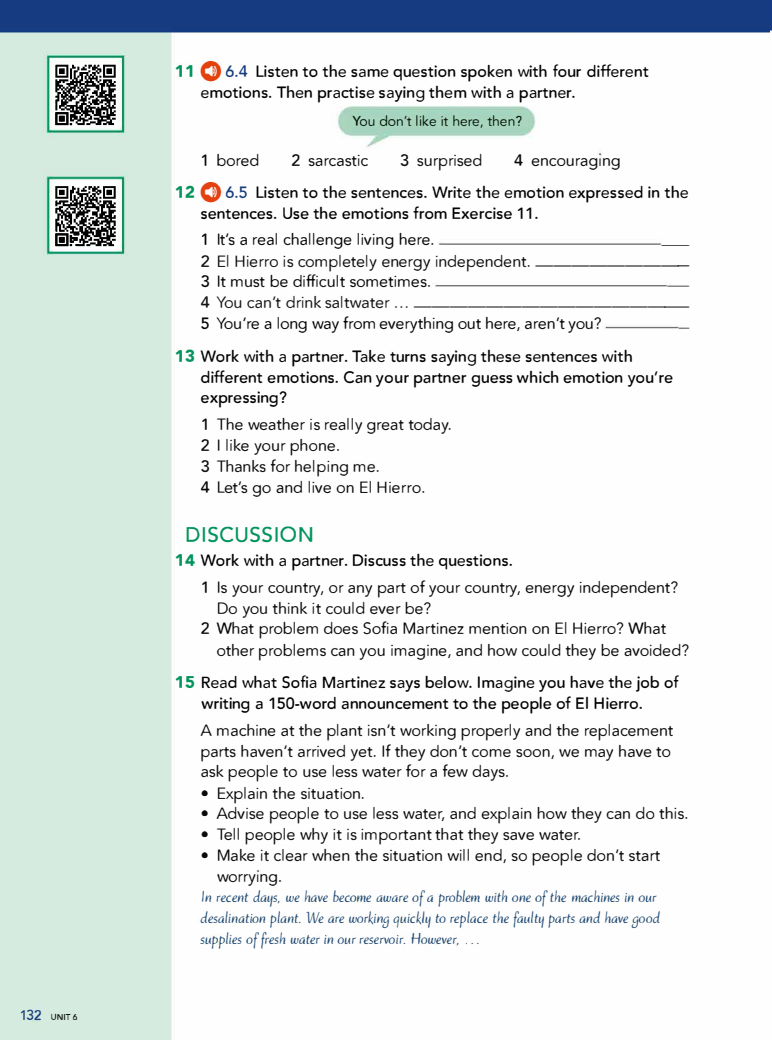 11 6.4 Listen to the same question spoken with four different
emotions. Then practise saying them with a partner.
You don't like it here, then?
1 bored 2 sarcastic 3 surprised 4 encouraging
12 6.5 Listen to the sentences. Write the emotion expressed in the
sentences. Use the emotions from Exercise 11.
1 It's a real challenge living here.
2 El Hierro is completely energy independent.
3 It must be difficult sometimes.
4 You can't drink saltwater ...
5 You're a long way from everything out here, aren't you?
13 Work with a partner. Take turns saying these sentences with
different emotions. Can your partner guess which emotion you're
expressing?
1 The weather is really great today.
2 I like your phone.
3 Thanks for helping me.
4 Let's go and live on El Hierro.
DISCUSSION
14 Work with a partner. Discuss the questions.
1 Is your country, or any part of your country, energy independent?
Do you think it could ever be?
2 What problem does Sofia Martinez mention on El Hierro? What
other problems can you imagine, and how could they be avoided?
15 Read what Sofia Martinez says below. Imagine you have the job of
writing a 150-word announcement to the people of El Hierro.
A machine at the plant isn't working properly and the replacement
parts haven't arrived yet. If they don't come soon, we may have to
ask people to use less water for a few days.
• Explain the situation.
• Advise people to use less water, and explain how they can do this.
• Tell people why it is important that they save water.
• Make it clear when the situation will end, so people don't start
worrying.
In recent days, we have become aware of a problem with one of the machines in our
desalination plant. We are working quickly to replace the faulty parts and have good
supplies of fresh water in our reservoir. However, ...
132 UNIT 6